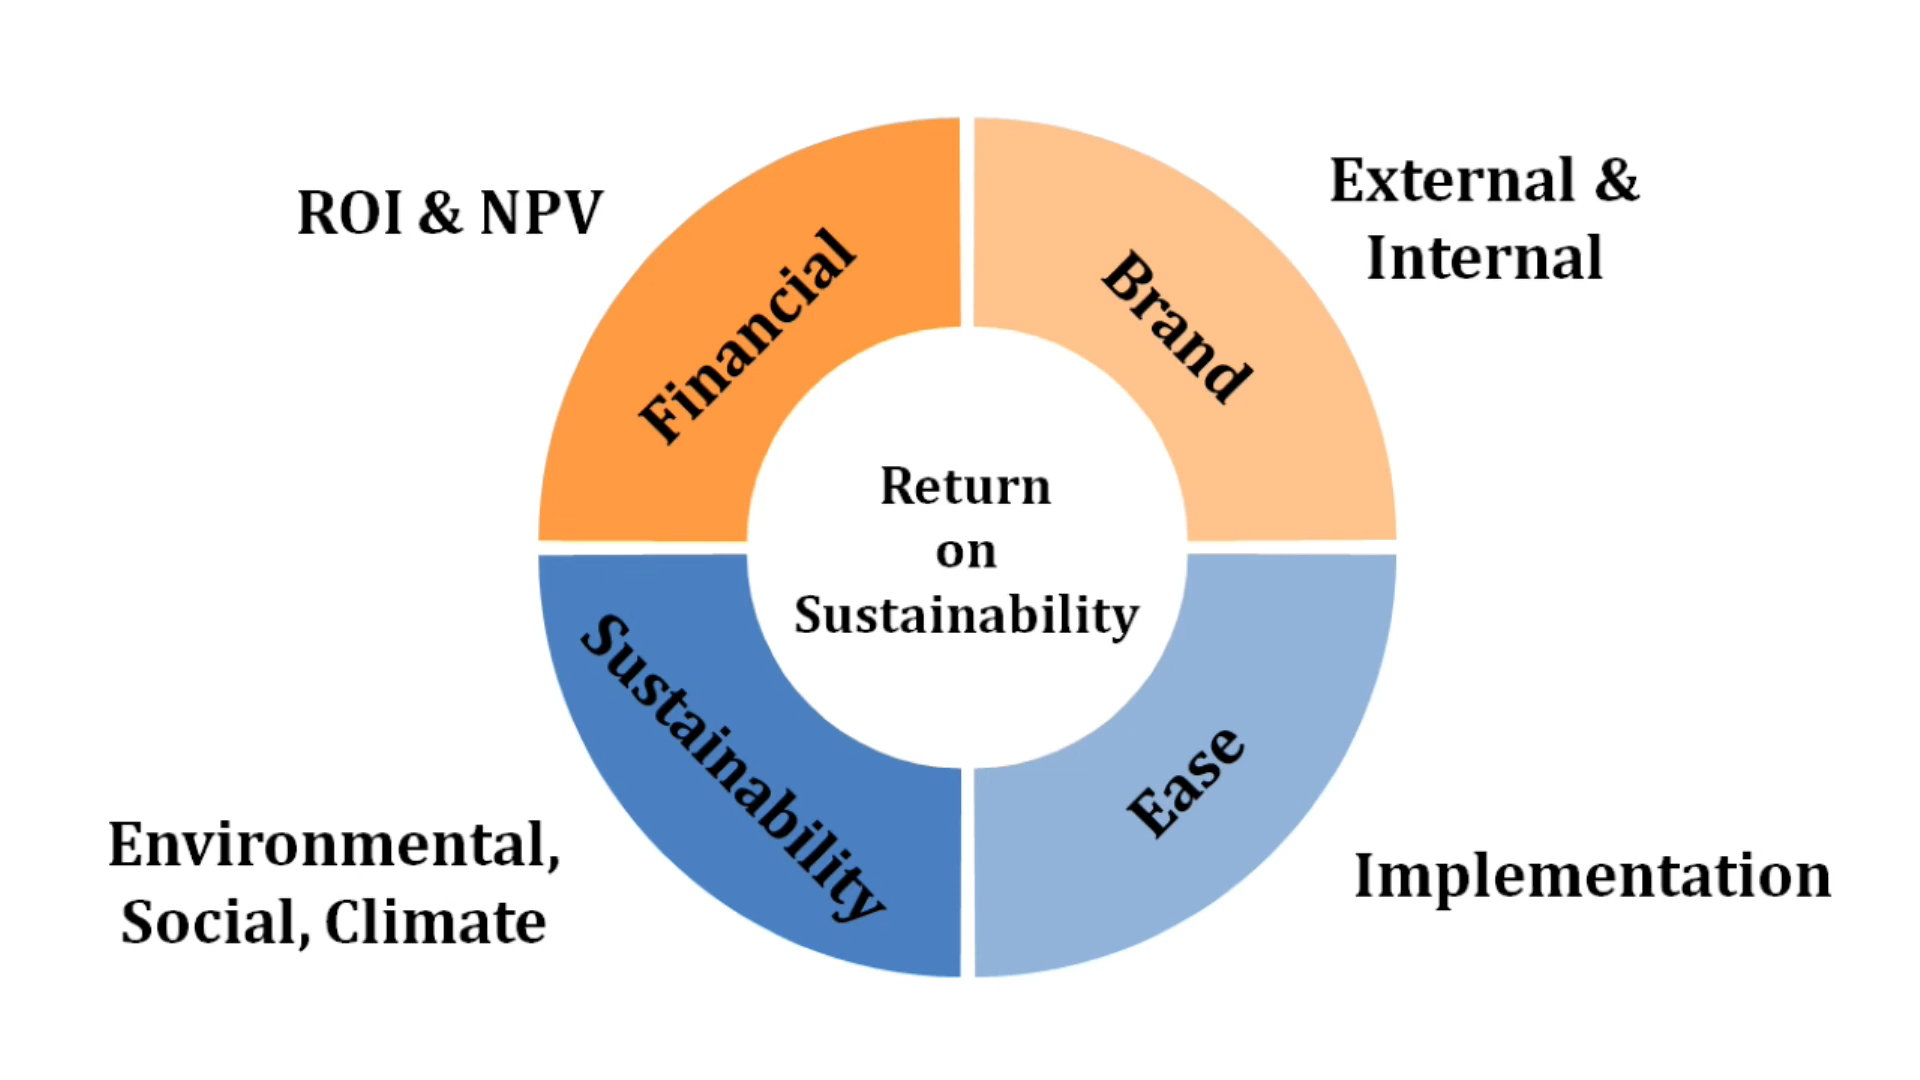 ROI & NPV
External &
Internal
Financial
Brand
Return
on
Sustainability
Sustainability
Ease
Environmental,
Social, Climate
Implementation